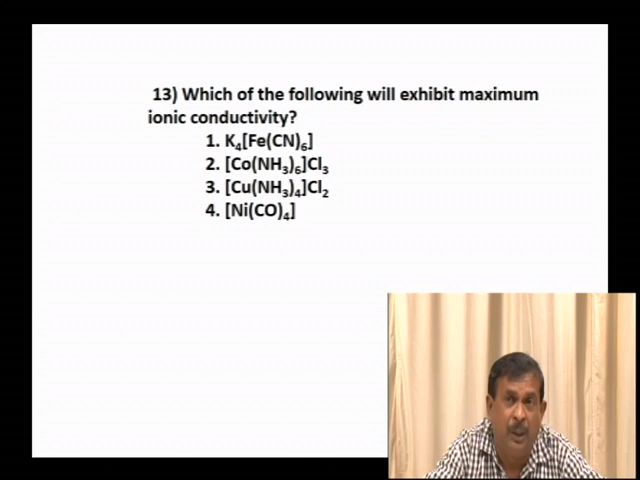 13) Which of the following will exhibit maximum
ionic conductivity?
1. K₄[Fe(CN)₆]
2. [Co(NH₃)₆]Cl₃
3. [Cu(NH₃)₄]Cl₂
4. [Ni(CO)₄]